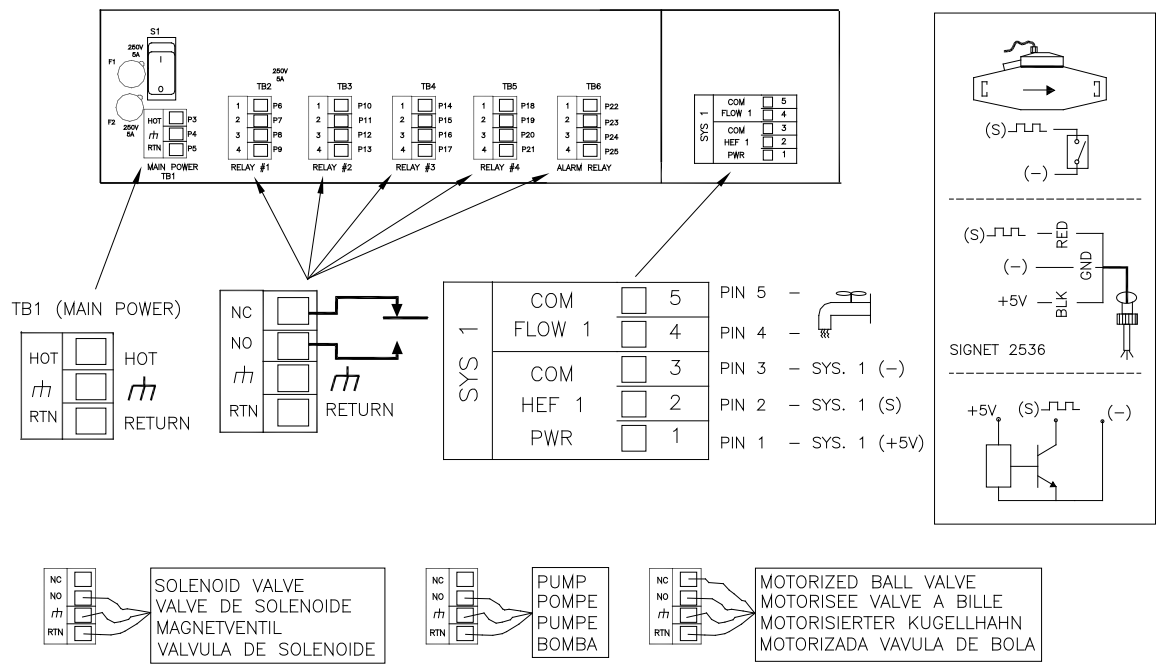 S1
250V
5A
F1
I
O
F2
250V
5A
HOT P3
P4
RTN P5
MAIN POWER
TB1
250V
5A
TB2
1 P6
2 P7
3 P8
4 P9
RELAY #1
TB3
1 P10
2 P11
3 P12
4 P13
RELAY #2
TB4
1 P14
2 P15
3 P16
4 P17
RELAY #3
TB5
1 P18
2 P19
3 P20
4 P21
RELAY #4
TB6
1 P22
2 P23
3 P24
4 P25
ALARM RELAY
SYS 1
COM 5
FLOW 1 4
COM 3
HEF 1 2
PWR 1
TB1 (MAIN POWER)
HOT HOT
RTN RETURN
NC
NO
RTN RETURN
SYS 1
COM 5 PIN 5 -
FLOW 1 4 PIN 4 -
COM 3 PIN 3 - SYS. 1 (-)
HEF 1 2 PIN 2 - SYS. 1 (S)
PWR 1 PIN 1 - SYS. 1 (+5V)
(S)
(-)
(S) RED
(-) GND
+5V BLK
SIGNET 2536
+5V (S) (-)
NC
NO
RTN
SOLENOID VALVE
VALVE DE SOLENOIDE
MAGNETVENTIL
VALVULA DE SOLENOIDE
NC
NO
RTN
PUMP
POMPE
PUMPE
BOMBA
NC
NO
RTN
MOTORIZED BALL VALVE
MOTORISEE VALVE A BILLE
MOTORISIERTER KUGELLHAHN
MOTORIZADA VAVULA DE BOLA